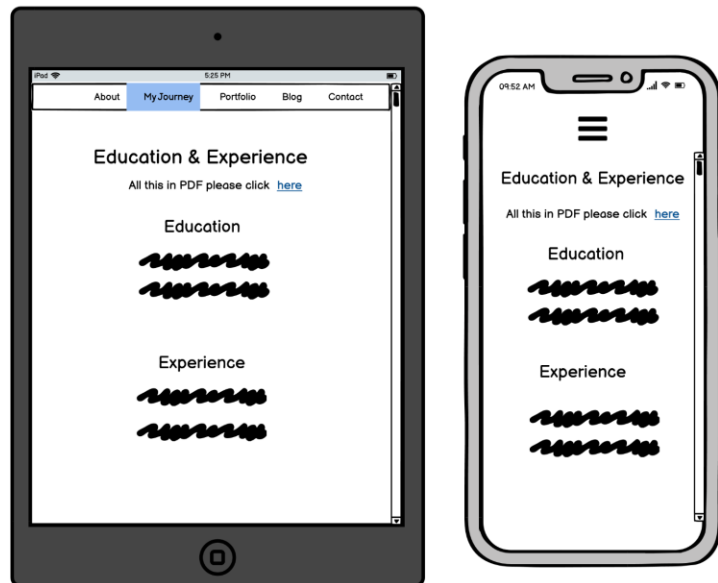 iPad 5:25 PM
About My Journey Portfolio Blog Contact
Education & Experience
All this in PDF please click here
Education
Experience
09:52 AM
Education & Experience
All this in PDF please click here
Education
Experience